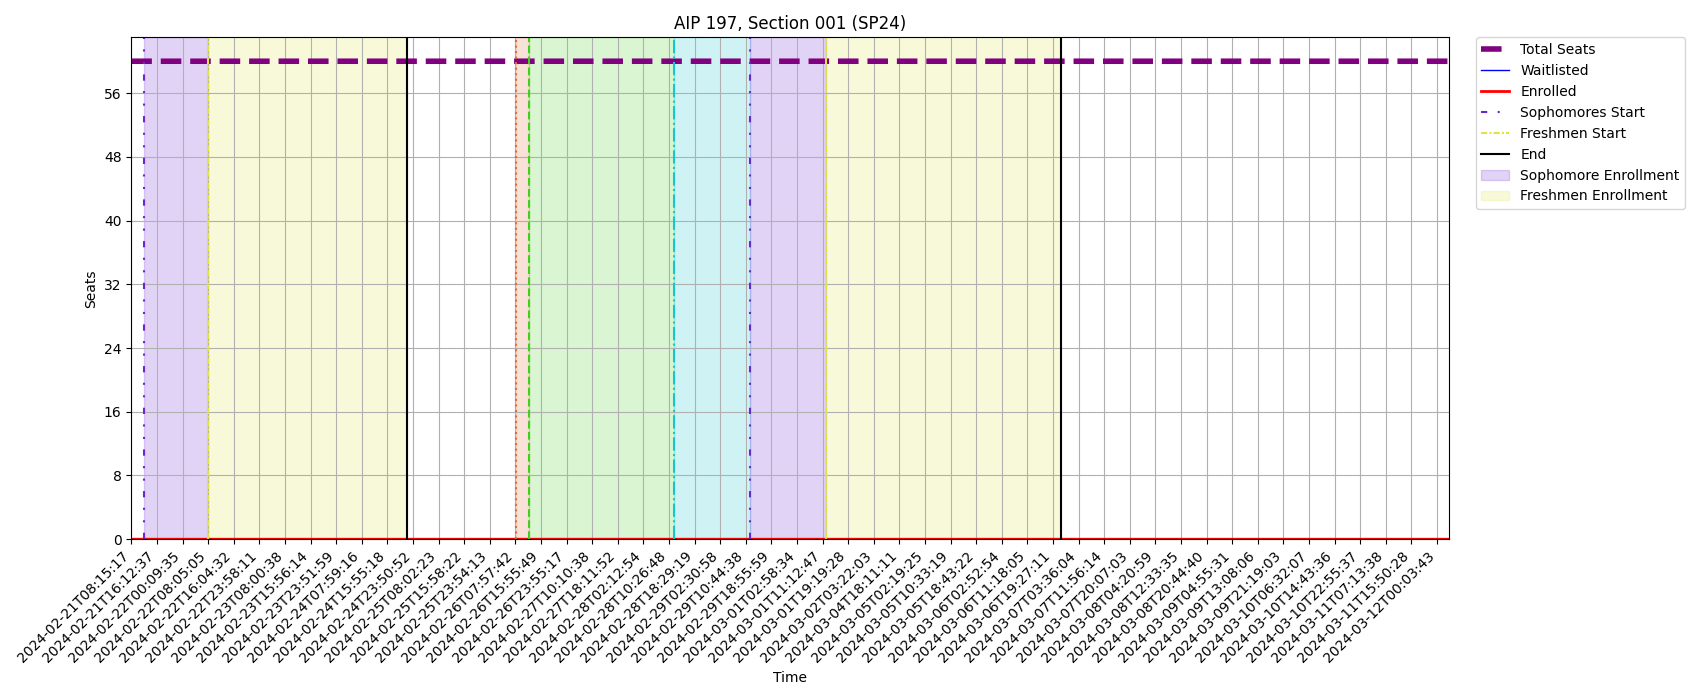 AIP 197, Section 001 (SP24)
Total Seats
Waitlisted
Enrolled
Sophomores Start
Freshmen Start
End
Sophomore Enrollment
Freshmen Enrollment
Seats
56
48
40
32
24
16
8
0
2024-02-21T08:15:17
2024-02-21T16:12:37
2024-02-22T00:09:35
2024-02-22T08:05:05
2024-02-22T16:04:32
2024-02-22T23:58:11
2024-02-23T08:00:38
2024-02-23T15:56:14
2024-02-23T23:51:59
2024-02-24T07:59:16
2024-02-24T15:55:18
2024-02-24T23:50:52
2024-02-25T08:02:23
2024-02-25T15:58:22
2024-02-25T23:54:13
2024-02-26T07:57:42
2024-02-26T15:55:49
2024-02-26T23:55:17
2024-02-27T10:10:38
2024-02-27T18:11:52
2024-02-28T02:12:54
2024-02-28T10:26:48
2024-02-28T18:29:19
2024-02-29T02:30:58
2024-02-29T10:44:38
2024-02-29T18:55:59
2024-03-01T02:58:34
2024-03-01T11:12:47
2024-03-01T19:19:28
2024-03-02T03:22:03
2024-03-04T18:11:11
2024-03-05T02:19:25
2024-03-05T10:33:19
2024-03-05T18:43:22
2024-03-06T02:52:54
2024-03-06T11:18:05
2024-03-06T19:27:11
2024-03-07T03:36:04
2024-03-07T11:56:14
2024-03-07T20:07:03
2024-03-08T04:20:59
2024-03-08T12:33:35
2024-03-08T20:44:40
2024-03-09T04:55:31
2024-03-09T13:08:06
2024-03-09T21:19:03
2024-03-10T06:32:07
2024-03-10T14:43:36
2024-03-10T22:55:37
2024-03-11T07:13:38
2024-03-11T15:50:28
2024-03-12T00:03:43
Time